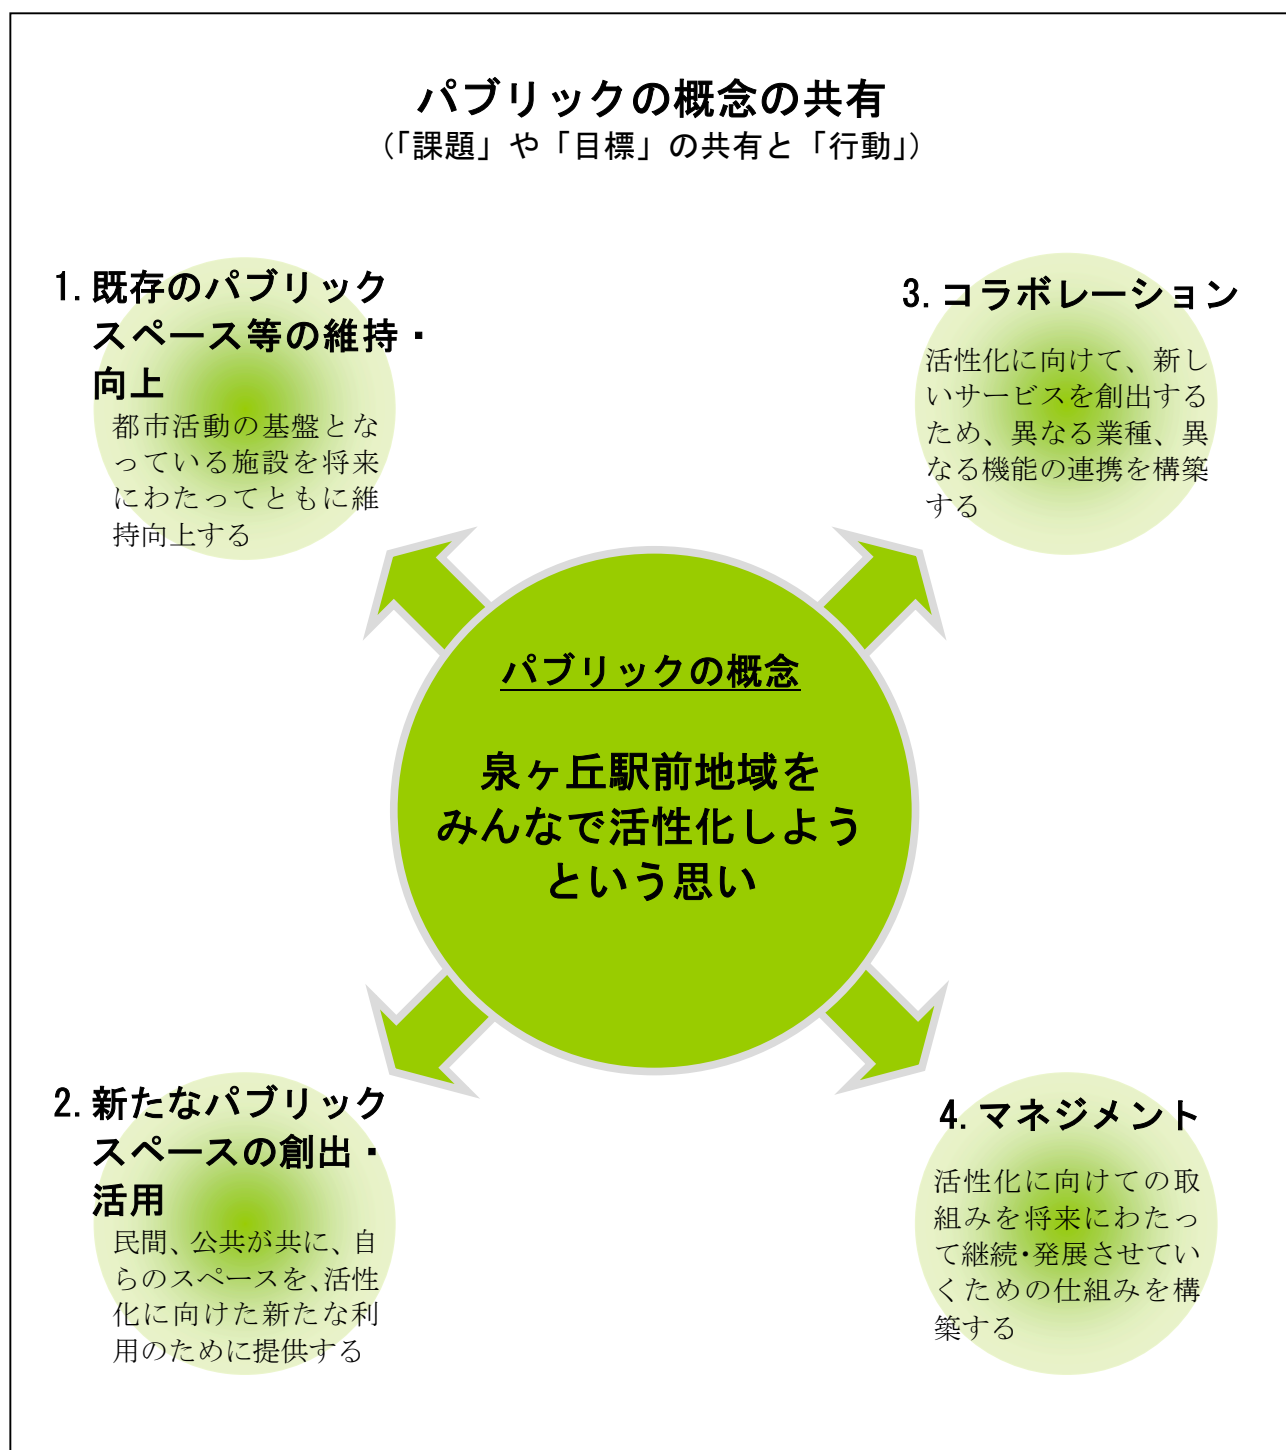 パブリックの概念の共有
（「課題」や「目標」の共有と「行動」）
1. 既存のパブリック
スペース等の維持・
向上
都市活動の基盤とな
っている施設を将来
にわたってともに維
持向上する
2. 新たなパブリック
スペースの創出・
活用
民間、公共が共に、自
らのスペースを、活性
化に向けた新たな利
用のために提供する
パブリックの概念
泉ヶ丘駅前地域を
みんなで活性化しよう
という思い
3. コラボレーション
活性化に向けて、新し
いサービスを創出する
ため、異なる業種、異
なる機能の連携を構築
する
4. マネジメント
活性化に向けての取
組みを将来にわたっ
て継続・発展させてい
くための仕組みを構
築する